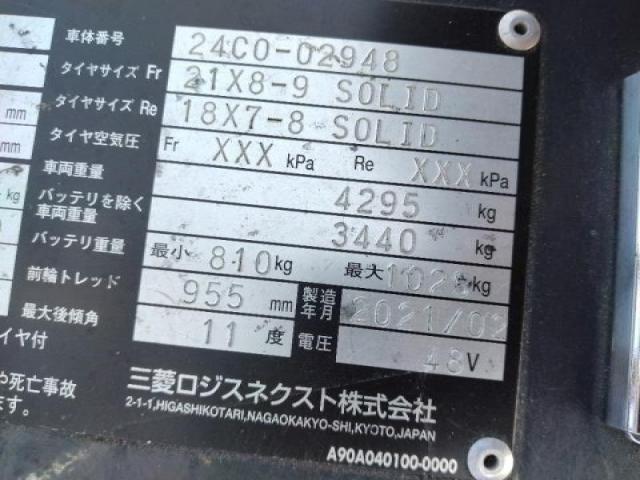 車体番号 24C0-02948
タイヤサイズ Fr 21X8-9 SOLID
タイヤサイズ Re 18X7-8 SOLID
mm タイヤ空気圧 Fr XXX kPa Re XXX kPa
mm 車両重量 4295 kg
kg バッテリを除く車両重量 3440 kg
バッテリ重量 最小 810 kg 最大 kg
前輪トレッド 955 mm 製造年月 2021/02
最大後傾角 11 度 電圧 48 V
イヤ付
や死亡事故
ます。
三菱ロジスネクスト株式会社
2-1-1,HIGASHIKOTARI,NAGAOKAKYO-SHI,KYOTO,JAPAN
A90A040100-0000